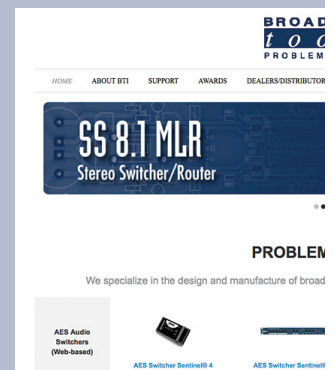 BROAD
too
PROBLEM
HOME ABOUT BTI SUPPORT AWARDS DEALERS/DISTRIBUTOR
SS 8.1 MLR
Stereo Switcher/Router
PROBLEM
We specialize in the design and manufacture of broad
AES Audio
Switchers
(Web-based)
AES Switcher Sentinel® 4 AES Switcher Sentinel®